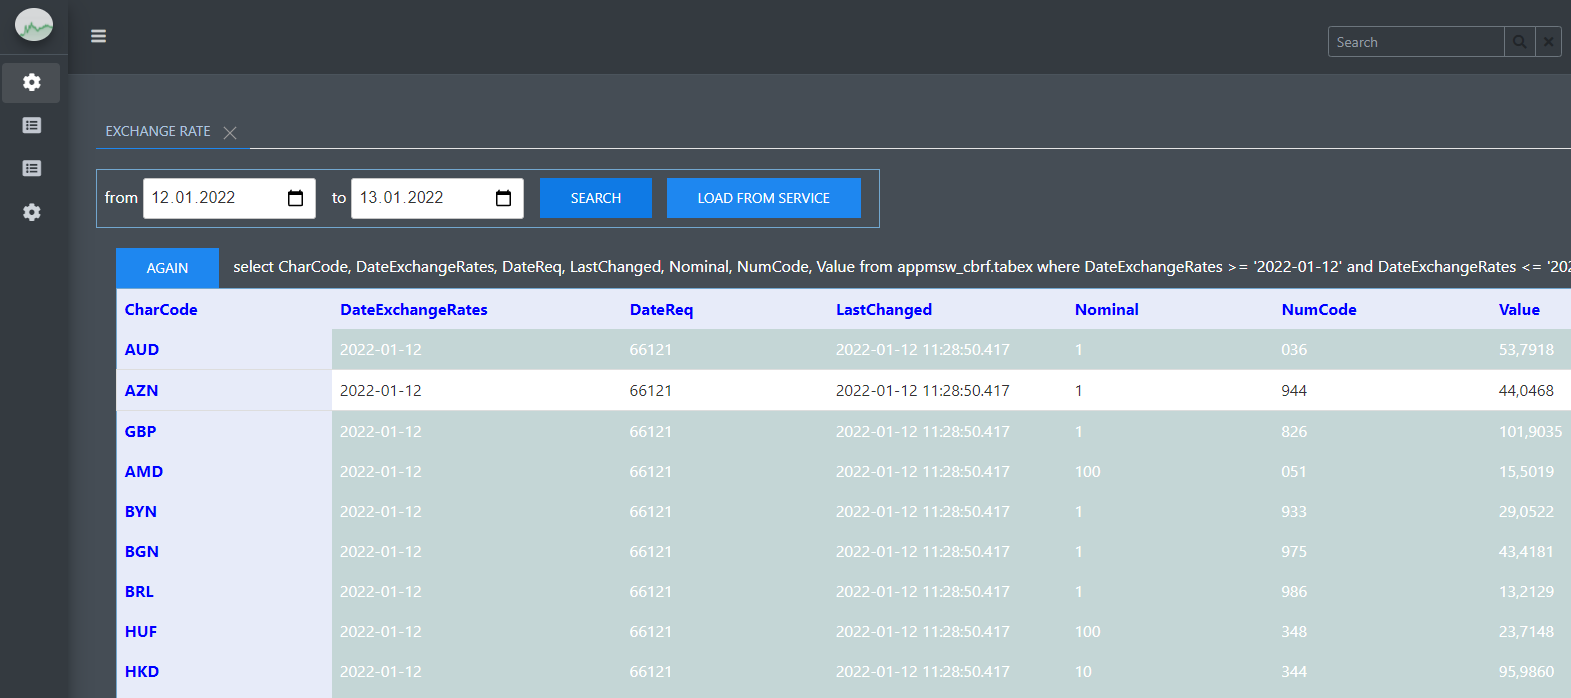 Search
EXCHANGE RATE
from 12.01.2022 to 13.01.2022 SEARCH LOAD FROM SERVICE
AGAIN select CharCode, DateExchangeRates, DateReq, LastChanged, Nominal, NumCode, Value from appmsw_cbrf.tabex where DateExchangeRates >= '2022-01-12' and DateExchangeRates <= '202
CharCode DateExchangeRates DateReq LastChanged Nominal NumCode Value
AUD 2022-01-12 66121 2022-01-12 11:28:50.417 1 036 53,7918
AZN 2022-01-12 66121 2022-01-12 11:28:50.417 1 944 44,0468
GBP 2022-01-12 66121 2022-01-12 11:28:50.417 1 826 101,9035
AMD 2022-01-12 66121 2022-01-12 11:28:50.417 100 051 15,5019
BYN 2022-01-12 66121 2022-01-12 11:28:50.417 1 933 29,0522
BGN 2022-01-12 66121 2022-01-12 11:28:50.417 1 975 43,4181
BRL 2022-01-12 66121 2022-01-12 11:28:50.417 1 986 13,2129
HUF 2022-01-12 66121 2022-01-12 11:28:50.417 100 348 23,7148
HKD 2022-01-12 66121 2022-01-12 11:28:50.417 10 344 95,9860